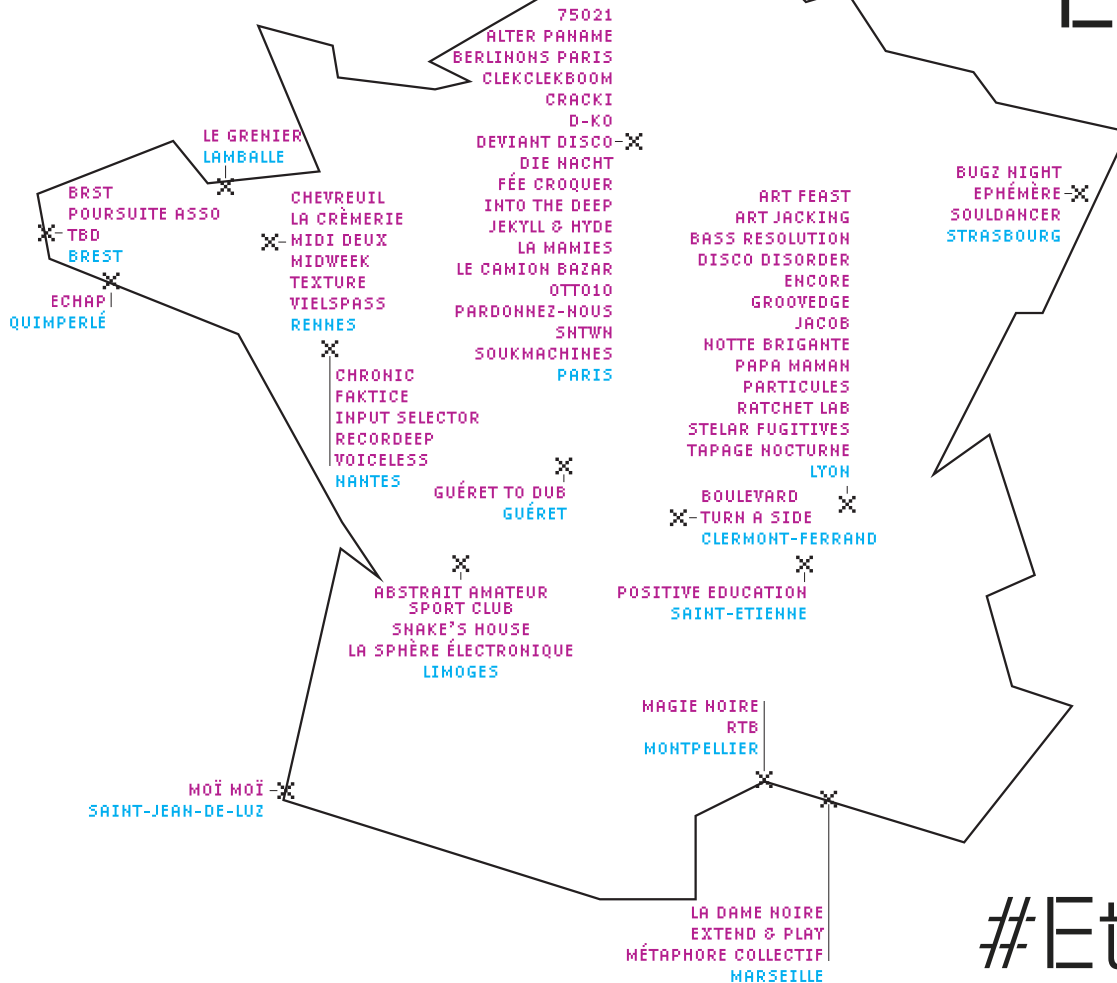 75021
ALTER PANAME
BERLINONS PARIS
CLEKCLEKBOOM
CRACKI
D-KO
DEVIANT DISCO
DIE NACHT
FÉE CROQUER
INTO THE DEEP
JEKYLL & HYDE
LA MAMIES
LE CAMION BAZAR
OTTO10
PARDONNEZ-NOUS
SNTWN
SOUKMACHINES
PARIS
LE GRENIER
LAMBALLE
BRST
POURSUITE ASSO
TBD
BREST
ECHAP
QUIMPERLÉ
CHEVREUIL
LA CRÈMERIE
MIDI DEUX
MIDWEEK
TEXTURE
VIELSPASS
RENNES
CHRONIC
FAKTICE
INPUT SELECTOR
RECORDEEP
VOICELESS
NANTES
BUGZ NIGHT
EPHÉMÈRE
SOULDANCER
STRASBOURG
ART FEAST
ART JACKING
BASS RESOLUTION
DISCO DISORDER
ENCORE
GROOVEDGE
JACOB
NOTTE BRIGANTE
PAPA MAMAN
PARTICULES
RATCHET LAB
STELAR FUGITIVES
TAPAGE NOCTURNE
LYON
GUÉRET TO DUB
GUÉRET
BOULEVARD
TURN A SIDE
CLERMONT-FERRAND
ABSTRAIT AMATEUR
SPORT CLUB
SNAKE'S HOUSE
LA SPHÈRE ÉLECTRONIQUE
LIMOGES
POSITIVE EDUCATION
SAINT-ETIENNE
MAGIE NOIRE
RTB
MONTPELLIER
MOÏ MOÏ
SAINT-JEAN-DE-LUZ
LA DAME NOIRE
EXTEND & PLAY
MÉTAPHORE COLLECTIF
MARSEILLE
#Et